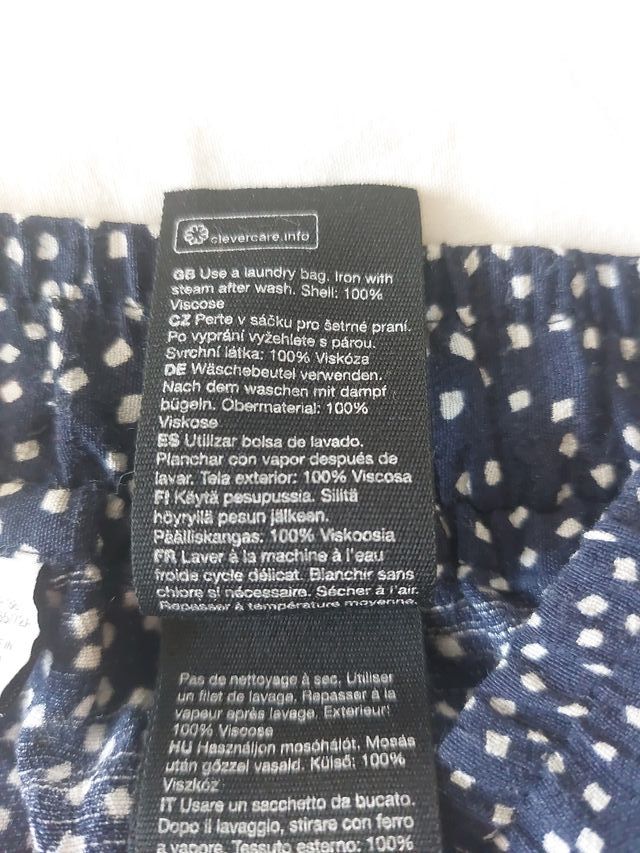 clevercare.info
GB Use a laundry bag. Iron with
steam after wash. Shell: 100%
Viscose
CZ Perte v sáčku pro šetrné praní.
Po vyprání vyžehlete s párou.
Svrchní látka: 100% Viskóza
DE Wäschebeutel verwenden.
Nach dem waschen mit dampf
bügeln. Obermaterial: 100%
Viskose
ES Utilizar bolsa de lavado.
Planchar con vapor después de
lavar. Tela exterior: 100% Viscosa
FI Käytä pesupussia. Silitä
höyryllä pesun jälkeen.
Päälliskangas: 100% Viskoosia
FR Laver à la machine à l'eau
froide cycle délicat. Blanchir sans
chlore si nécessaire. Sécher à l'air.
Repasser à température moyenne.
Pas de nettoyage à sec. Utiliser
un filet de lavage. Repasser à la
vapeur après lavage. Extérieur:
100% Viscose
HU Használjon mosóhálót. Mosás
után gőzzel vasald. Külső: 100%
Viszkóz
IT Usare un sacchetto da bucato.
Dopo il lavaggio, stirare con ferro
a vapore. Tessuto esterno: 100%